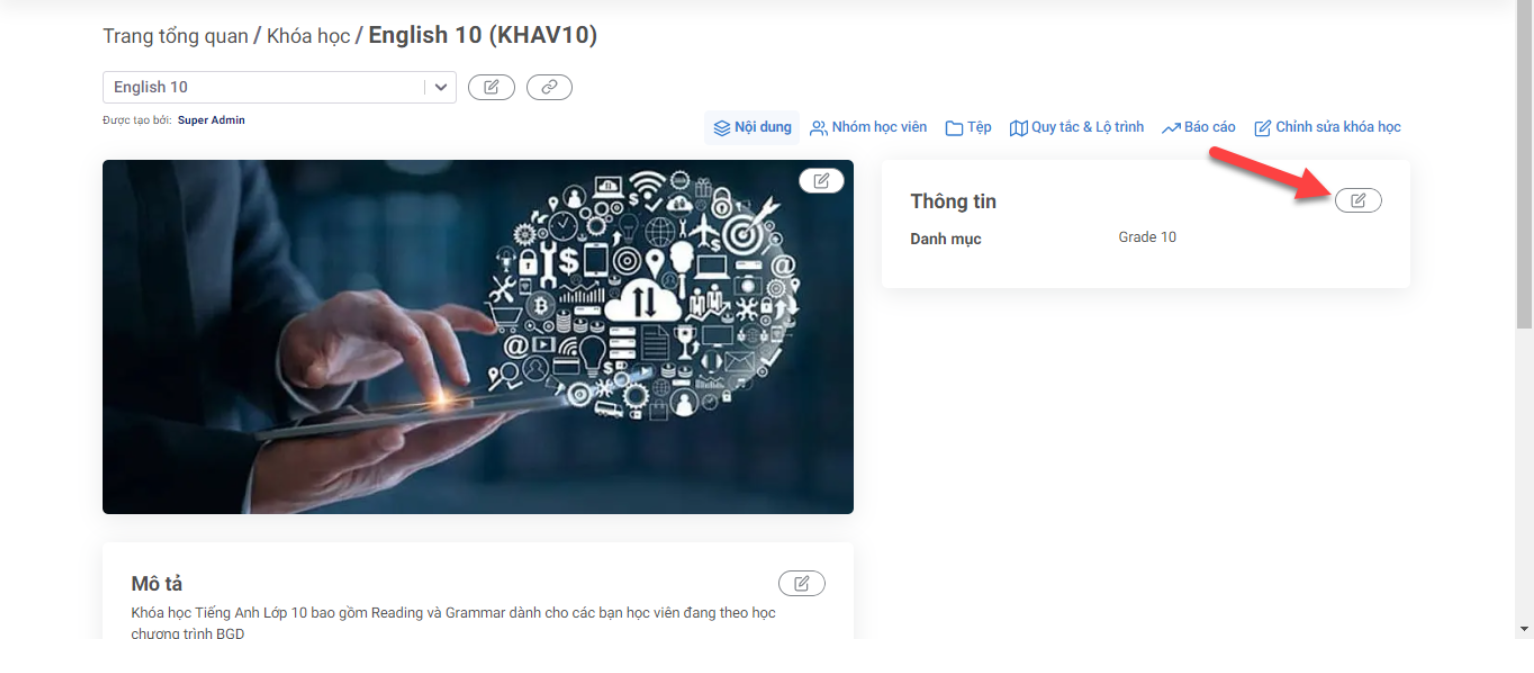 Trang tổng quan / Khóa học / English 10 (KHAV10)
English 10
Được tạo bởi: Super Admin
Nội dung Nhóm học viên Tệp Quy tắc & Lộ trình Báo cáo Chỉnh sửa khóa học
Thông tin
Danh mục Grade 10
Mô tả
Khóa học Tiếng Anh Lớp 10 bao gồm Reading và Grammar dành cho các bạn học viên đang theo học
chương trình BGD